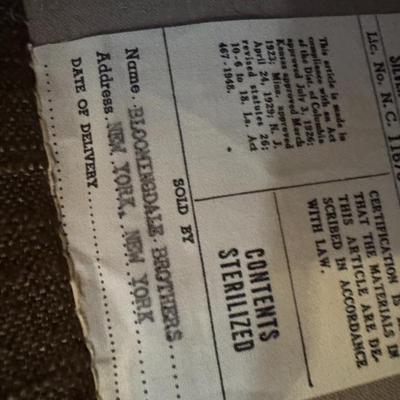 SILVER
Lic. No. N. C.
This article is made in
compliance with an Act
of the Dist. of Columbia
approved July 3, 1926;
Kansas approved March
1923; Minn. approved
April 24, 1929; N. J.
revised statutes 26;
10-6 to 18. La. Act
467-1948.
CERTIFICATION IS
THAT THE MATERIALS IN
THIS ARTICLE ARE DE-
SCRIBED IN ACCORDANCE
WITH LAW.
CONTENTS
STERILIZED
SOLD BY
Name BLOOMINGDALE BROTHERS
Address NEW YORK, NEW YORK
DATE OF DELIVERY